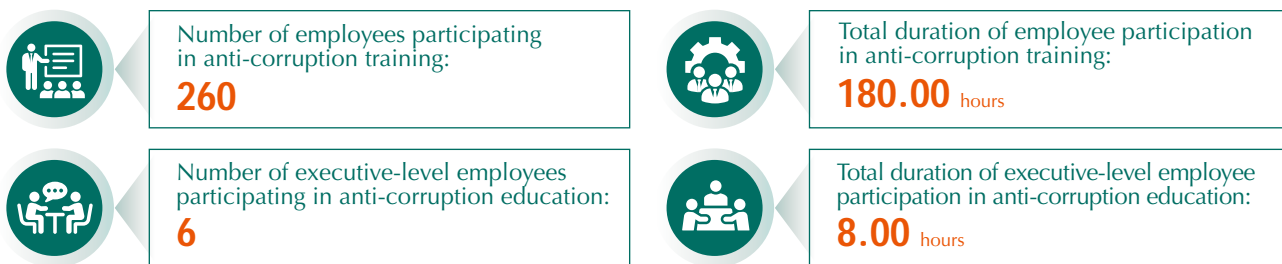 Number of employees participating
in anti-corruption training:
260
Total duration of employee participation
in anti-corruption training:
180.00 hours
Number of executive-level employees
participating in anti-corruption education:
6
Total duration of executive-level employee
participation in anti-corruption education:
8.00 hours